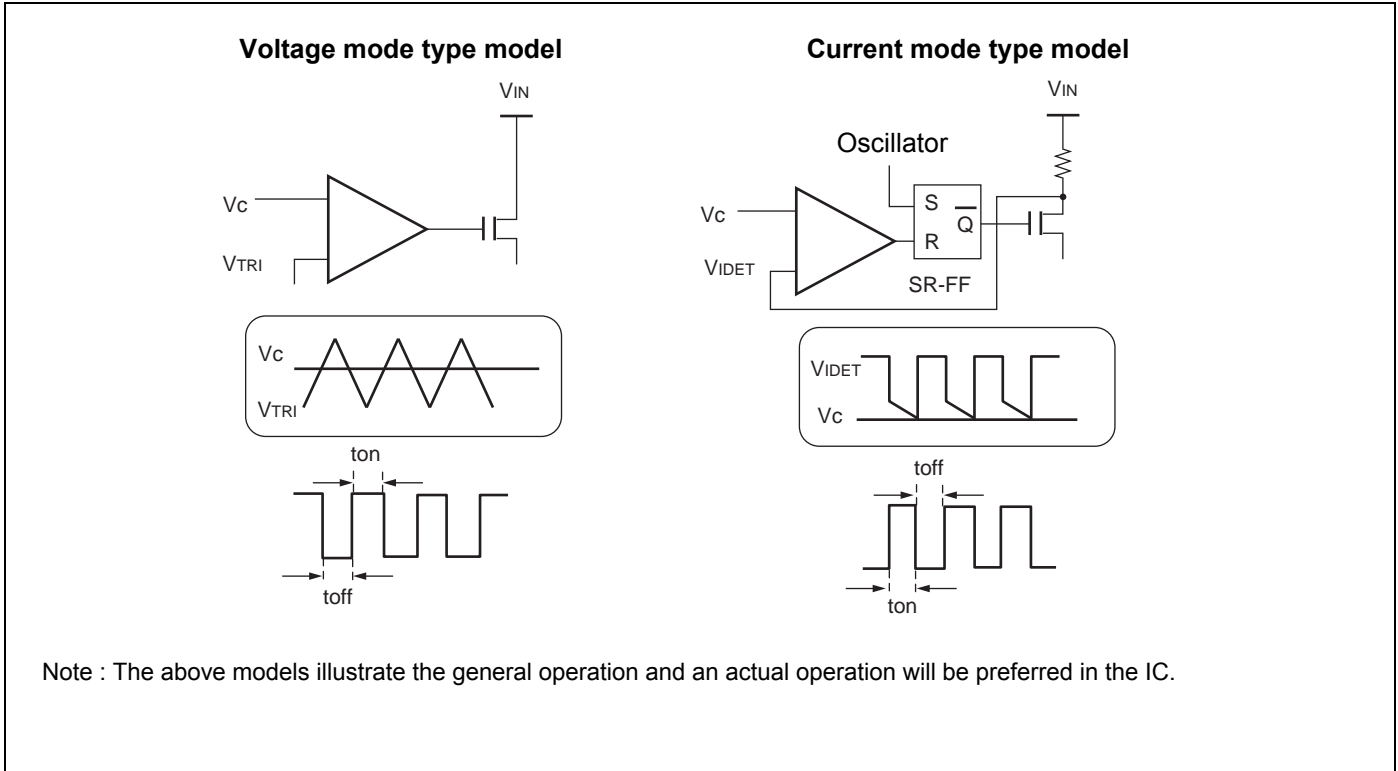 Voltage mode type model
VIN
Vc
VTRI
Vc
VTRI
ton
toff
Current mode type model
VIN
Oscillator
Vc
S
Q
R
VIDET
SR-FF
VIDET
Vc
toff
ton
Note : The above models illustrate the general operation and an actual operation will be preferred in the IC.